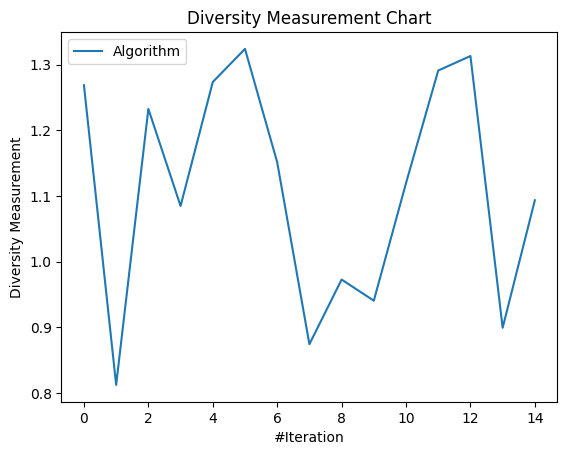 Diversity Measurement Chart
Algorithm
Diversity Measurement
1.3
1.2
1.1
1.0
0.9
0.8
0 2 4 6 8 10 12 14
#Iteration